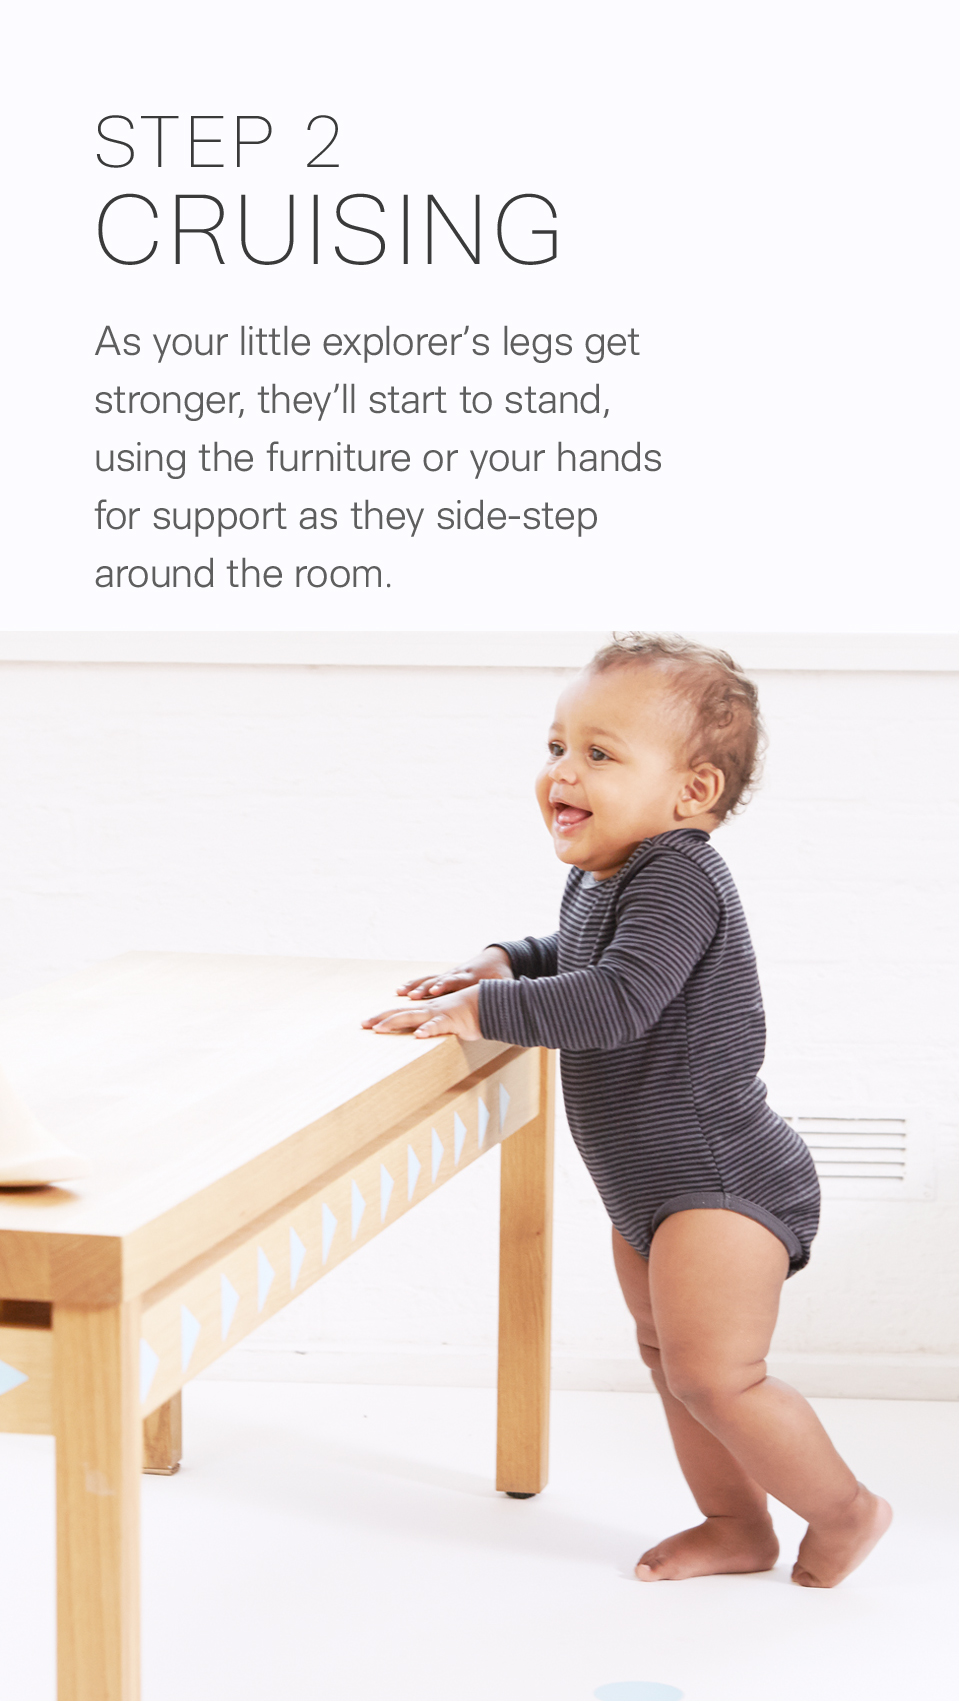 STEP 2
CRUISING
As your little explorer’s legs get
stronger, they’ll start to stand,
using the furniture or your hands
for support as they side-step
around the room.